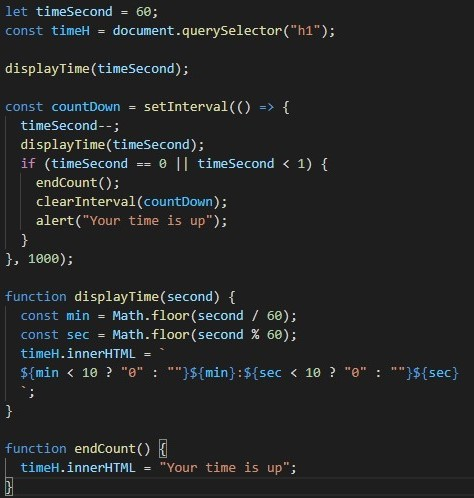 let timeSecond = 60;
const timeH = document.querySelector("h1");

displayTime(timeSecond);

const countDown = setInterval(() => {
  timeSecond--;
  displayTime(timeSecond);
  if (timeSecond == 0 || timeSecond < 1) {
    endCount();
    clearInterval(countDown);
    alert("Your time is up");
  }
}, 1000);

function displayTime(second) {
  const min = Math.floor(second / 60);
  const sec = Math.floor(second % 60);
  timeH.innerHTML = `
  ${min < 10 ? "0" : ""}${min}:${sec < 10 ? "0" : ""}${sec}
  `;
}

function endCount() {
  timeH.innerHTML = "Your time is up";
}